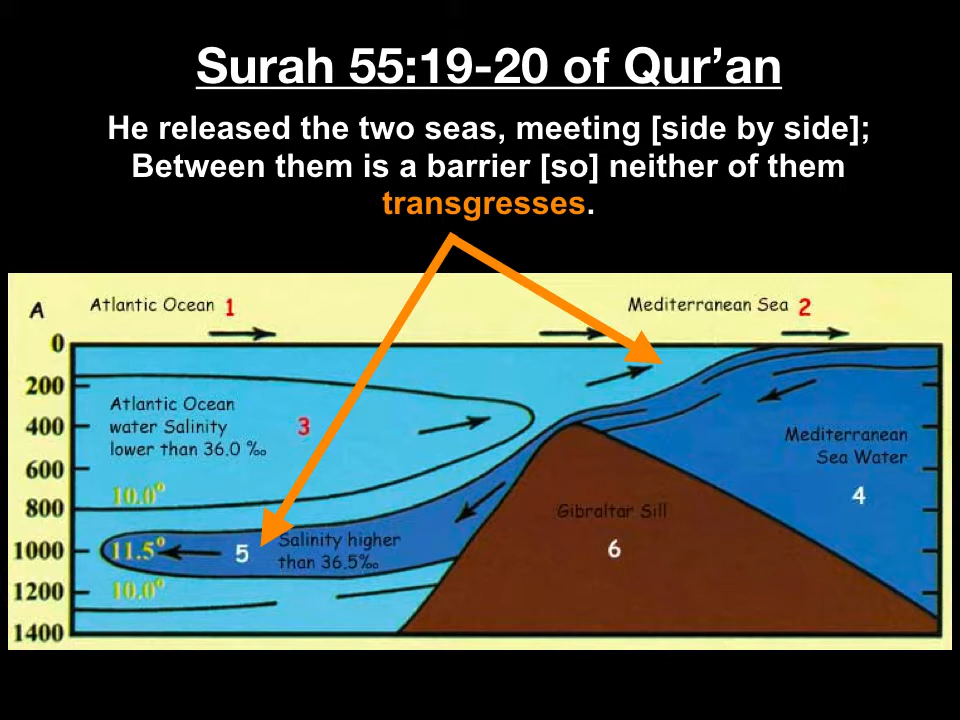 Surah 55:19-20 of Qur’an
He released the two seas, meeting [side by side];
Between them is a barrier [so] neither of them
transgresses.
A
Atlantic Ocean 1
Mediterranean Sea 2
0
200
400
600
800
1000
1200
1400
Atlantic Ocean
water Salinity
lower than 36.0 ‰
3
Mediterranean
Sea Water
4
10.0°
11.5°
10.0°
5
Salinity higher
than 36.5‰
Gibraltar Sill
6